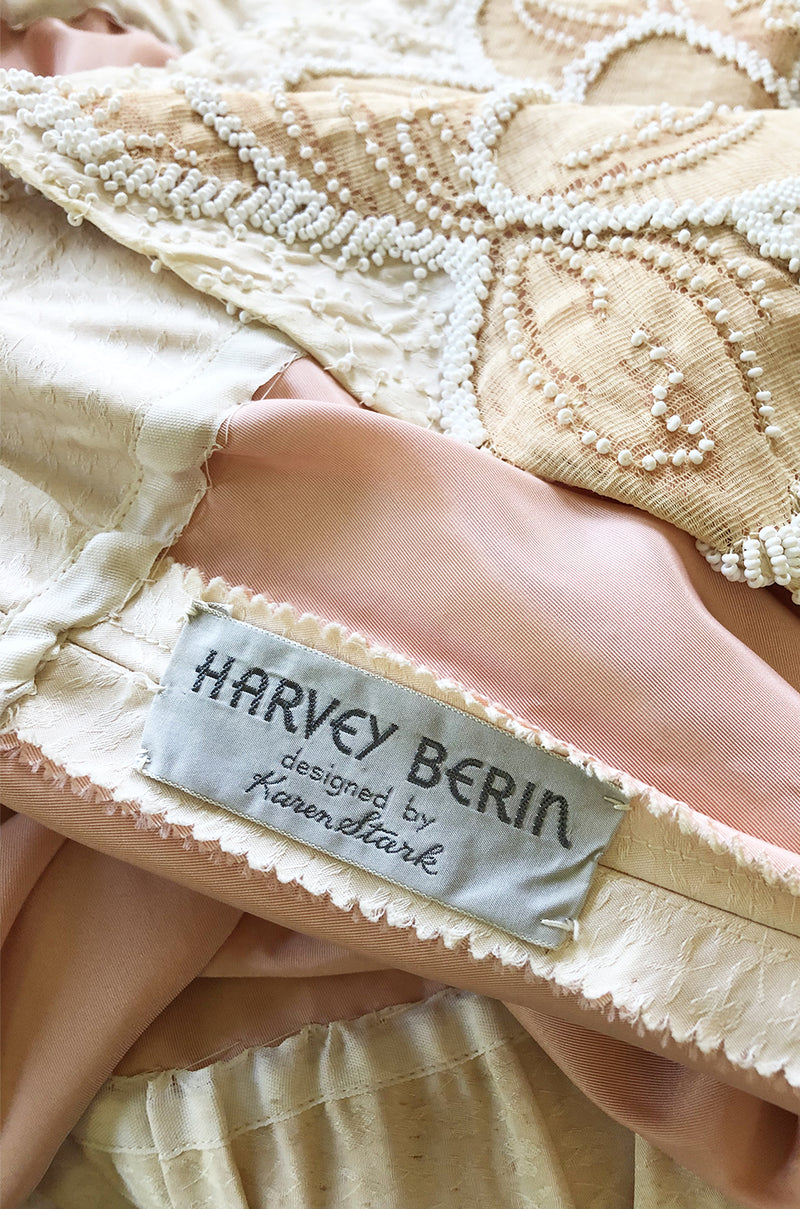 HARVEY BERIN
designed by
Karen Stark